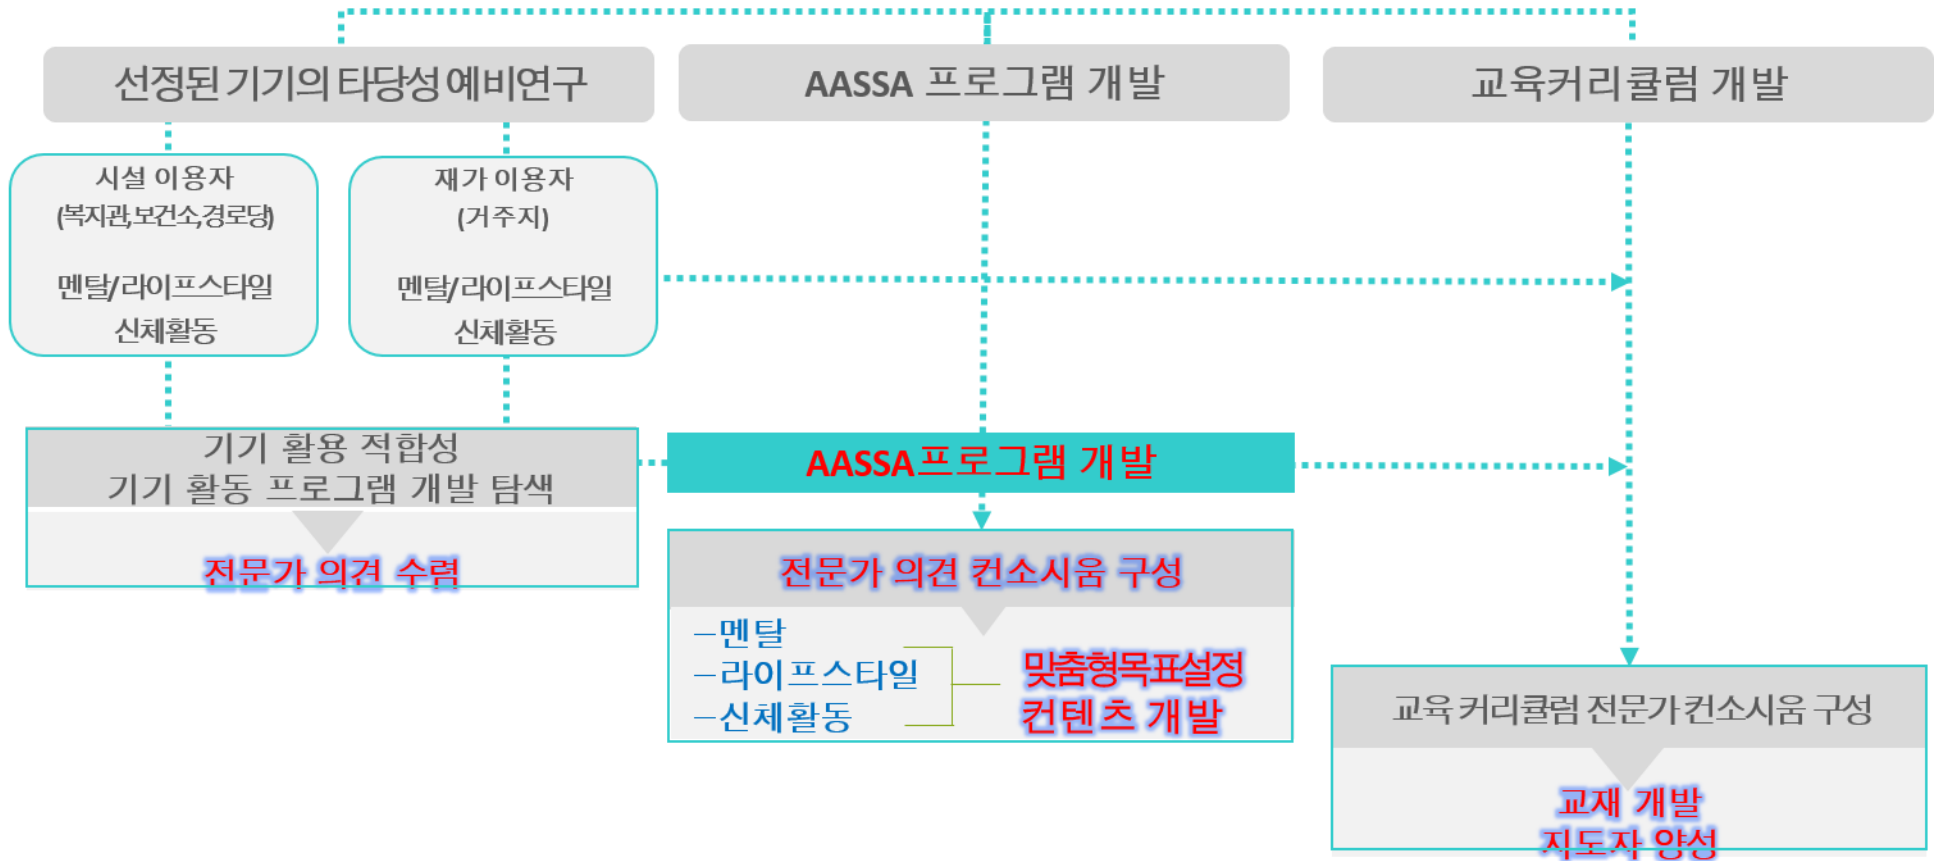 선정된 기기의 타당성 예비연구
AASSA 프로그램 개발
교육커리큘럼 개발
시설 이용자
(복지관,보건소,경로당)
멘탈/라이프스타일
신체활동
재가 이용자
(거주지)
멘탈/라이프스타일
신체활동
기기 활용 적합성
기기 활동 프로그램 개발 탐색
전문가 의견 수렴
AASSA프로그램 개발
전문가 의견 컨소시움 구성
–멘탈
–라이프스타일
–신체활동
맞춤형목표설정
컨텐츠 개발
교육 커리큘럼 전문가 컨소시움 구성
교재 개발
지도자 양성